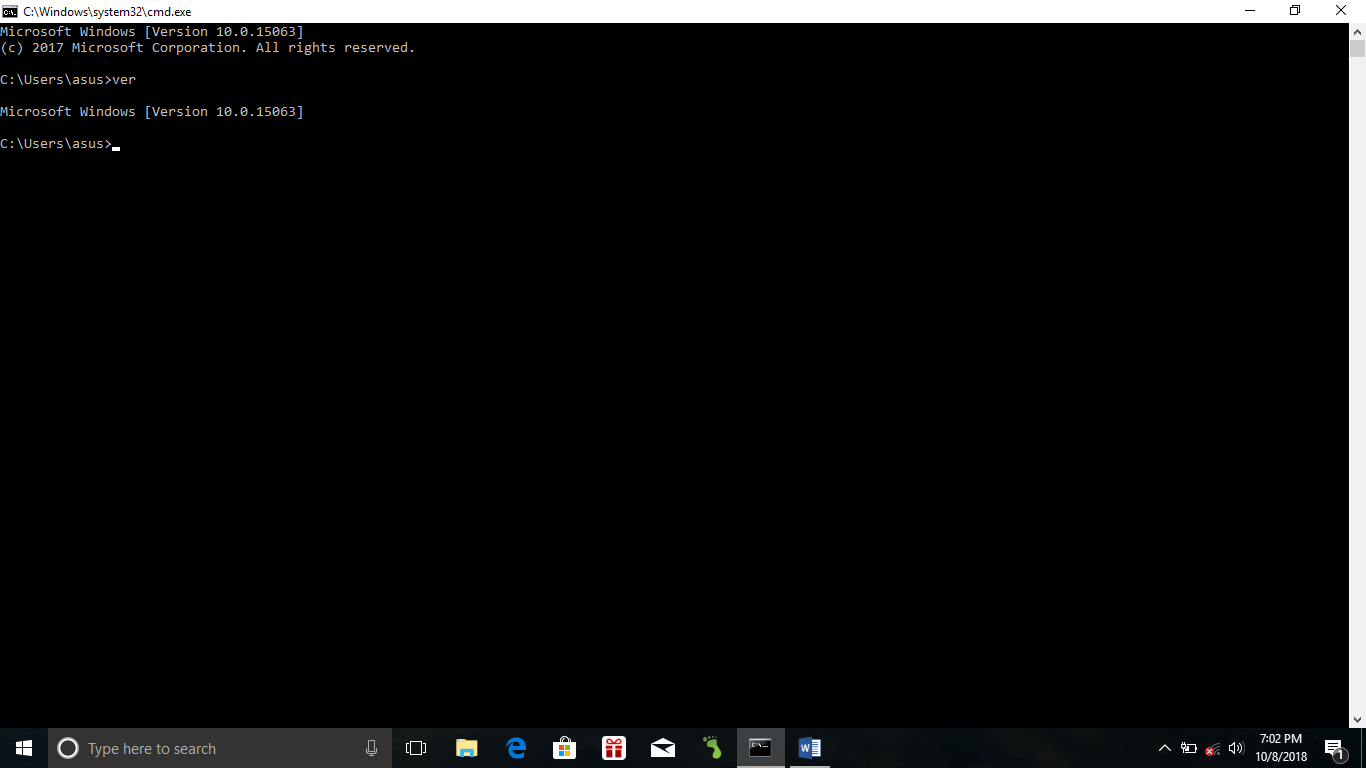 C:\Windows\system32\cmd.exe
Microsoft Windows [Version 10.0.15063]
(c) 2017 Microsoft Corporation. All rights reserved.
C:\Users\asus>ver
Microsoft Windows [Version 10.0.15063]
C:\Users\asus>
Type here to search
7:02 PM
10/8/2018
1